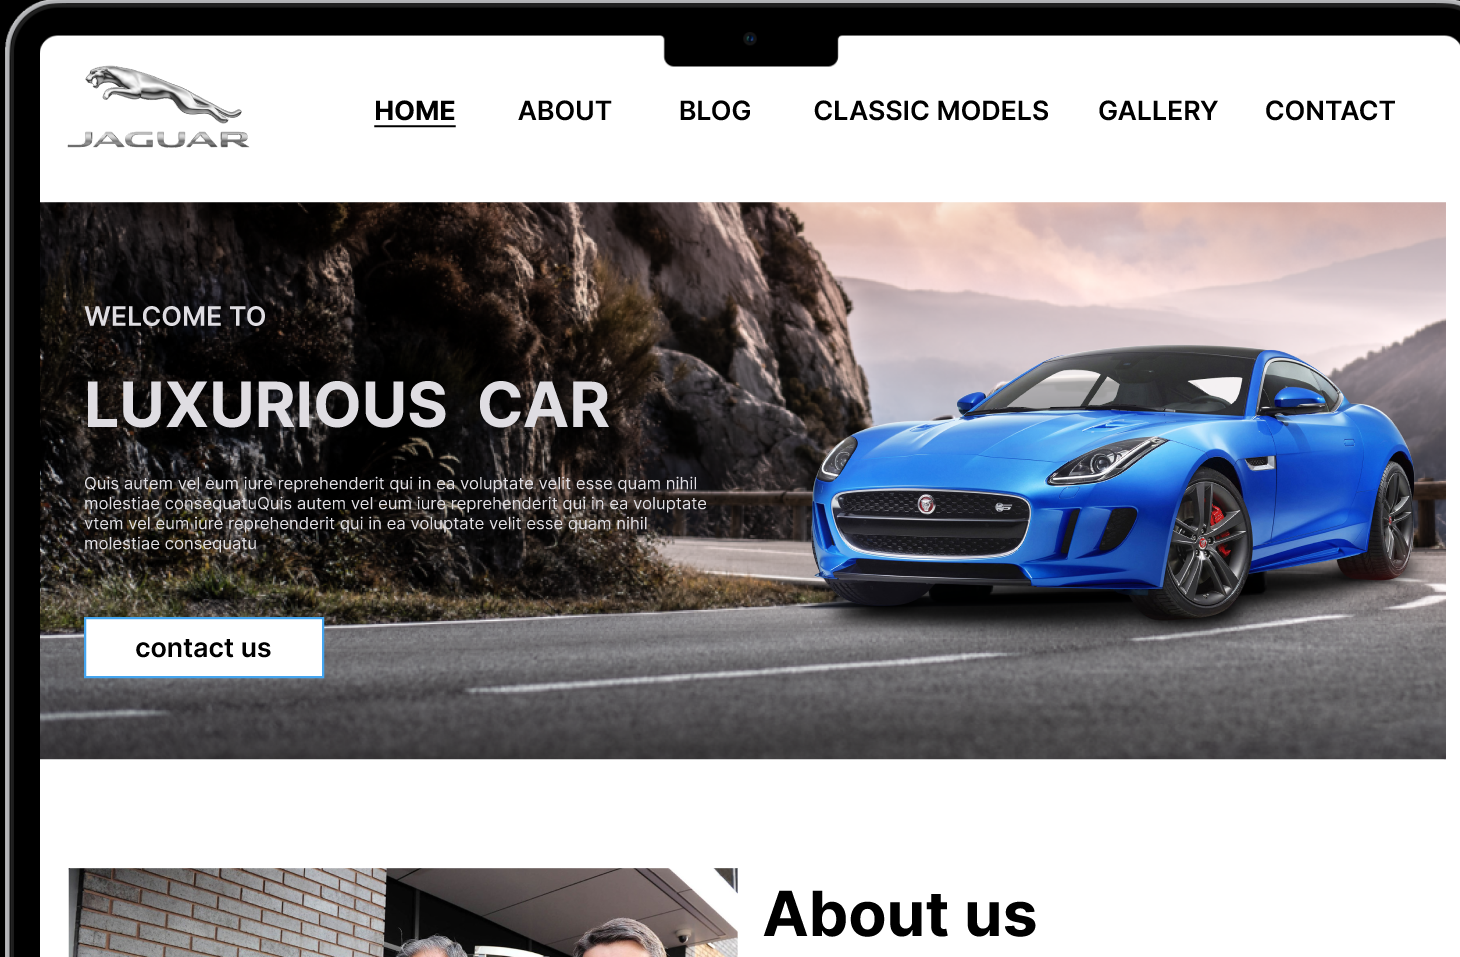 JAGUAR
HOME ABOUT BLOG CLASSIC MODELS GALLERY CONTACT
WELCOME TO
LUXURIOUS CAR
Quis autem vel eum iure reprehenderit qui in ea voluptate velit esse quam nihil
molestiae consequatuQuis autem vel eum iure reprehenderit qui in ea voluptate
vtem vel eum iure reprehenderit qui in ea voluptate velit esse quam nihil
molestiae consequatu
contact us
About us